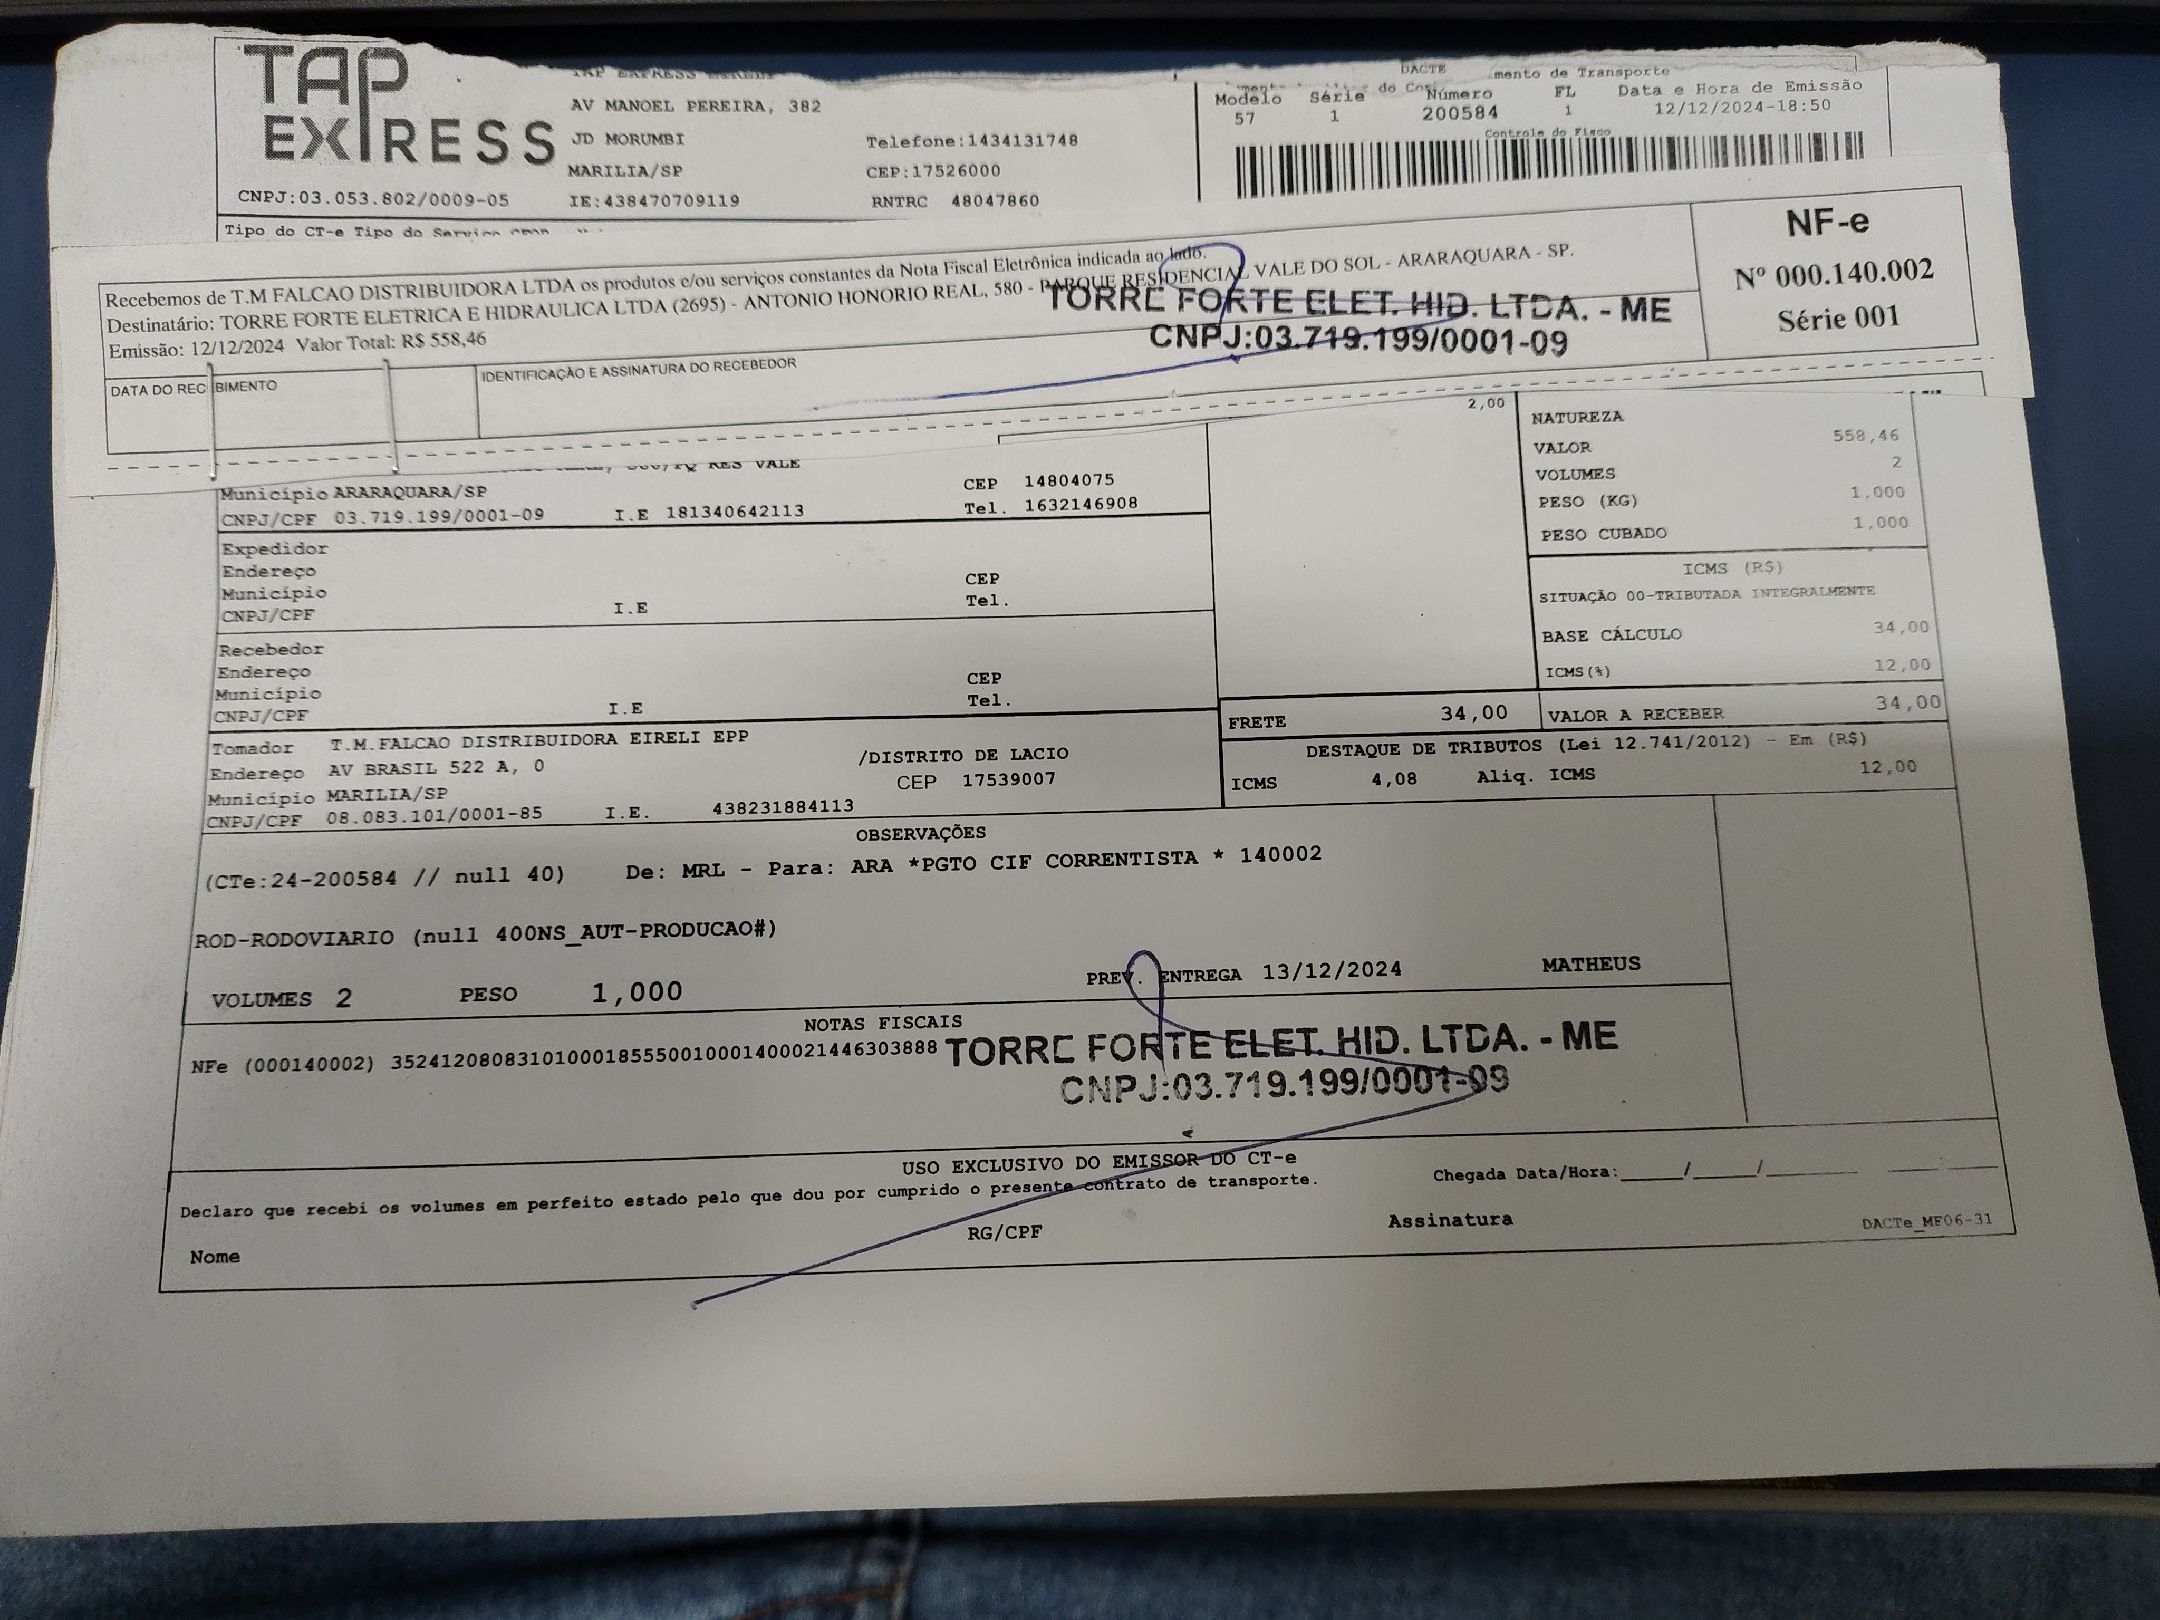 TAP EXPRESS
TAP EXPRESS EIRELI
AV MANOEL PEREIRA, 382
JD MORUMBI
Telefone:1434131748
MARILIA/SP
CEP:17526000
CNPJ:03.053.802/0009-05
IE:438470709119
RNTRC 48047860
DACTE
mento de Transporte
Modelo Série Número FL Data e Hora de Emissão
57 1 200584 1 12/12/2024-18:50
Controle do Fisco
Tipo do CT-e Tipo do Serviço
Recebemos de T.M FALCAO DISTRIBUIDORA LTDA os produtos e/ou serviços constantes da Nota Fiscal Eletrônica indicada ao lado.
Destinatário: TORRE FORTE ELETRICA E HIDRAULICA LTDA (2695) - ANTONIO HONORIO REAL, 580 - PARQUE RESIDENCIAL VALE DO SOL - ARARAQUARA - SP.
Emissão: 12/12/2024 Valor Total: R$ 558,46
TORRE FORTE ELET. HID. LTDA. - ME
CNPJ:03.719.199/0001-09
NF-e
Nº 000.140.002
Série 001
DATA DO RECEBIMENTO
IDENTIFICAÇÃO E ASSINATURA DO RECEBEDOR
RES VALE
Município ARARAQUARA/SP
CEP 14804075
CNPJ/CPF 03.719.199/0001-09 I.E 181340642113 Tel. 1632146908
2,00
NATUREZA
VALOR 558,46
VOLUMES 2
PESO (KG) 1,000
PESO CUBADO 1,000
Expedidor
Endereço
Município CEP
CNPJ/CPF I.E Tel.
ICMS (R$)
SITUAÇÃO 00-TRIBUTADA INTEGRALMENTE
BASE CÁLCULO 34,00
ICMS(%) 12,00
Recebedor
Endereço
Município CEP
CNPJ/CPF I.E Tel.
FRETE 34,00 VALOR A RECEBER 34,00
Tomador T.M.FALCAO DISTRIBUIDORA EIRELI EPP
Endereço AV BRASIL 522 A, 0 /DISTRITO DE LACIO
Município MARILIA/SP CEP 17539007
CNPJ/CPF 08.083.101/0001-85 I.E. 438231884113
DESTAQUE DE TRIBUTOS (Lei 12.741/2012) - Em (R$)
ICMS 4,08 Aliq. ICMS 12,00
OBSERVAÇÕES
(CTe:24-200584 // null 40) De: MRL - Para: ARA *PGTO CIF CORRENTISTA * 140002
ROD-RODOVIARIO (null 400NS_AUT-PRODUCAO#)
VOLUMES 2 PESO 1,000 PREV. ENTREGA 13/12/2024 MATHEUS
NOTAS FISCAIS
NFe (000140002) 35241208083101000185550010001400021446303888
TORRE FORTE ELET. HID. LTDA. - ME
CNPJ:03.719.199/0001-09
USO EXCLUSIVO DO EMISSOR DO CT-e
Declaro que recebi os volumes em perfeito estado pelo que dou por cumprido o presente contrato de transporte.
Chegada Data/Hora:_____/_____/_______ ____:____
Nome RG/CPF Assinatura
DACTe_MF06-31